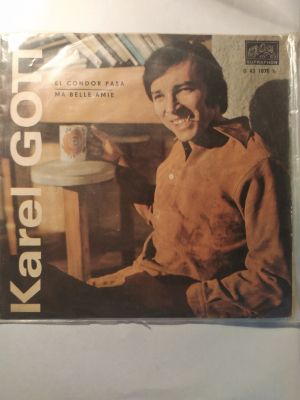 Karel GOTT
EL CONDOR PASA
MA BELLE AMIE
SUPRAPHON